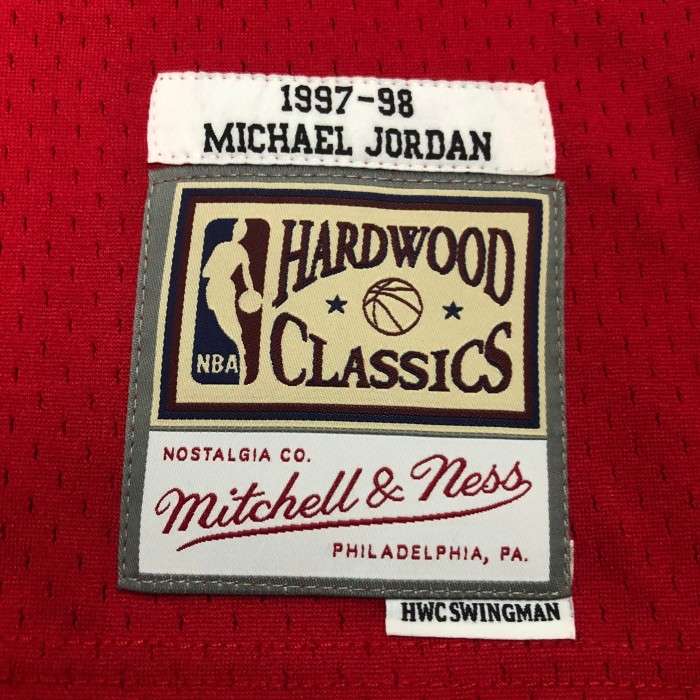 1997-98
MICHAEL JORDAN
HARDWOOD
CLASSICS
NBA
NOSTALGIA CO.
Mitchell & Ness
PHILADELPHIA, PA.
HWC SWINGMAN